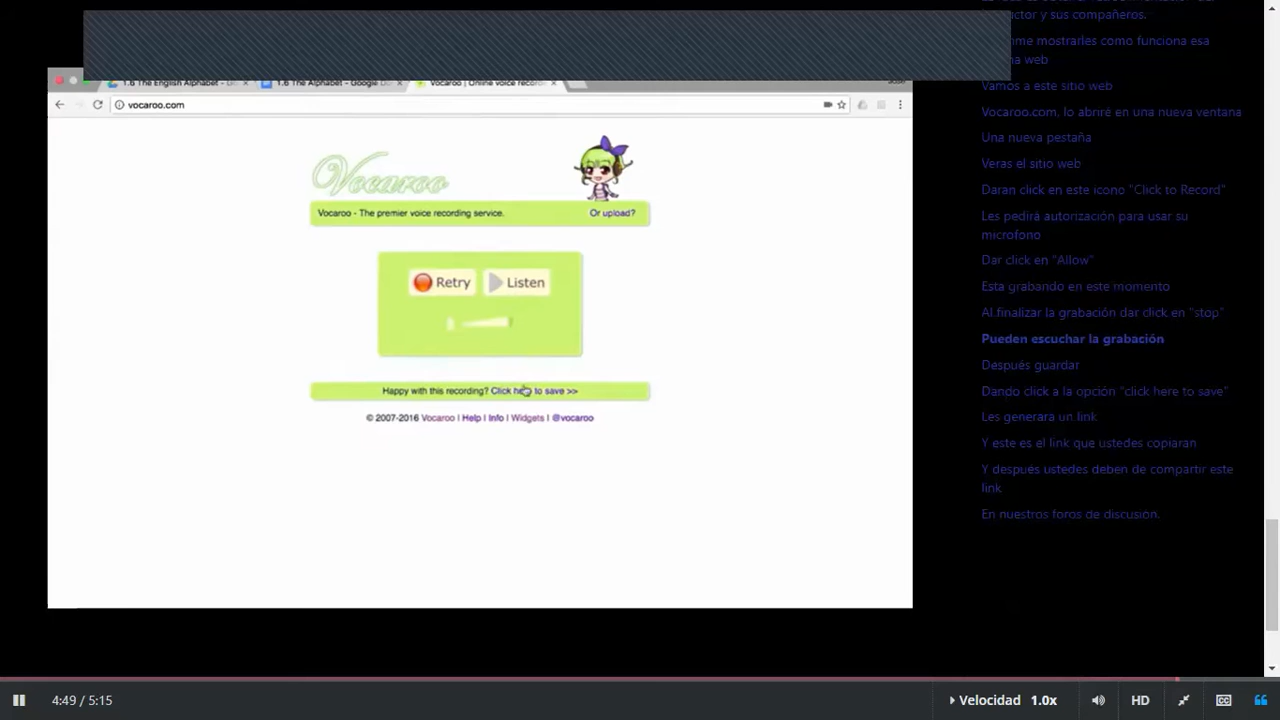 ctor y sus compañeros.
nme mostrarles como funciona esa
na web
Vamos a este sitio web
Vocaroo.com, lo abriré en una nueva ventana
Una nueva pestaña
Veras el sitio web
Daran click en este icono "Click to Record"
Les pedirá autorización para usar su
microfono
Dar click en "Allow"
Esta grabando en este momento
Al finalizar la grabación dar click en "stop"
Pueden escuchar la grabación
Después guardar
Dando click a la opción "click here to save"
Les generara un link
Y este es el link que ustedes copiaran
Y después ustedes deben de compartir este
link
En nuestros foros de discusión.
1.6 The English Alphabet - 1.6 The Alphabet - Google Vocaroo | Online voice recor
vocaroo.com
Vocaroo
Vocaroo - The premier voice recording service. Or upload?
Retry Listen
Happy with this recording? Click here to save >>
© 2007-2016 Vocaroo | Help | Info | Widgets | @vocaroo
4:49 / 5:15 Velocidad 1.0x HD CC